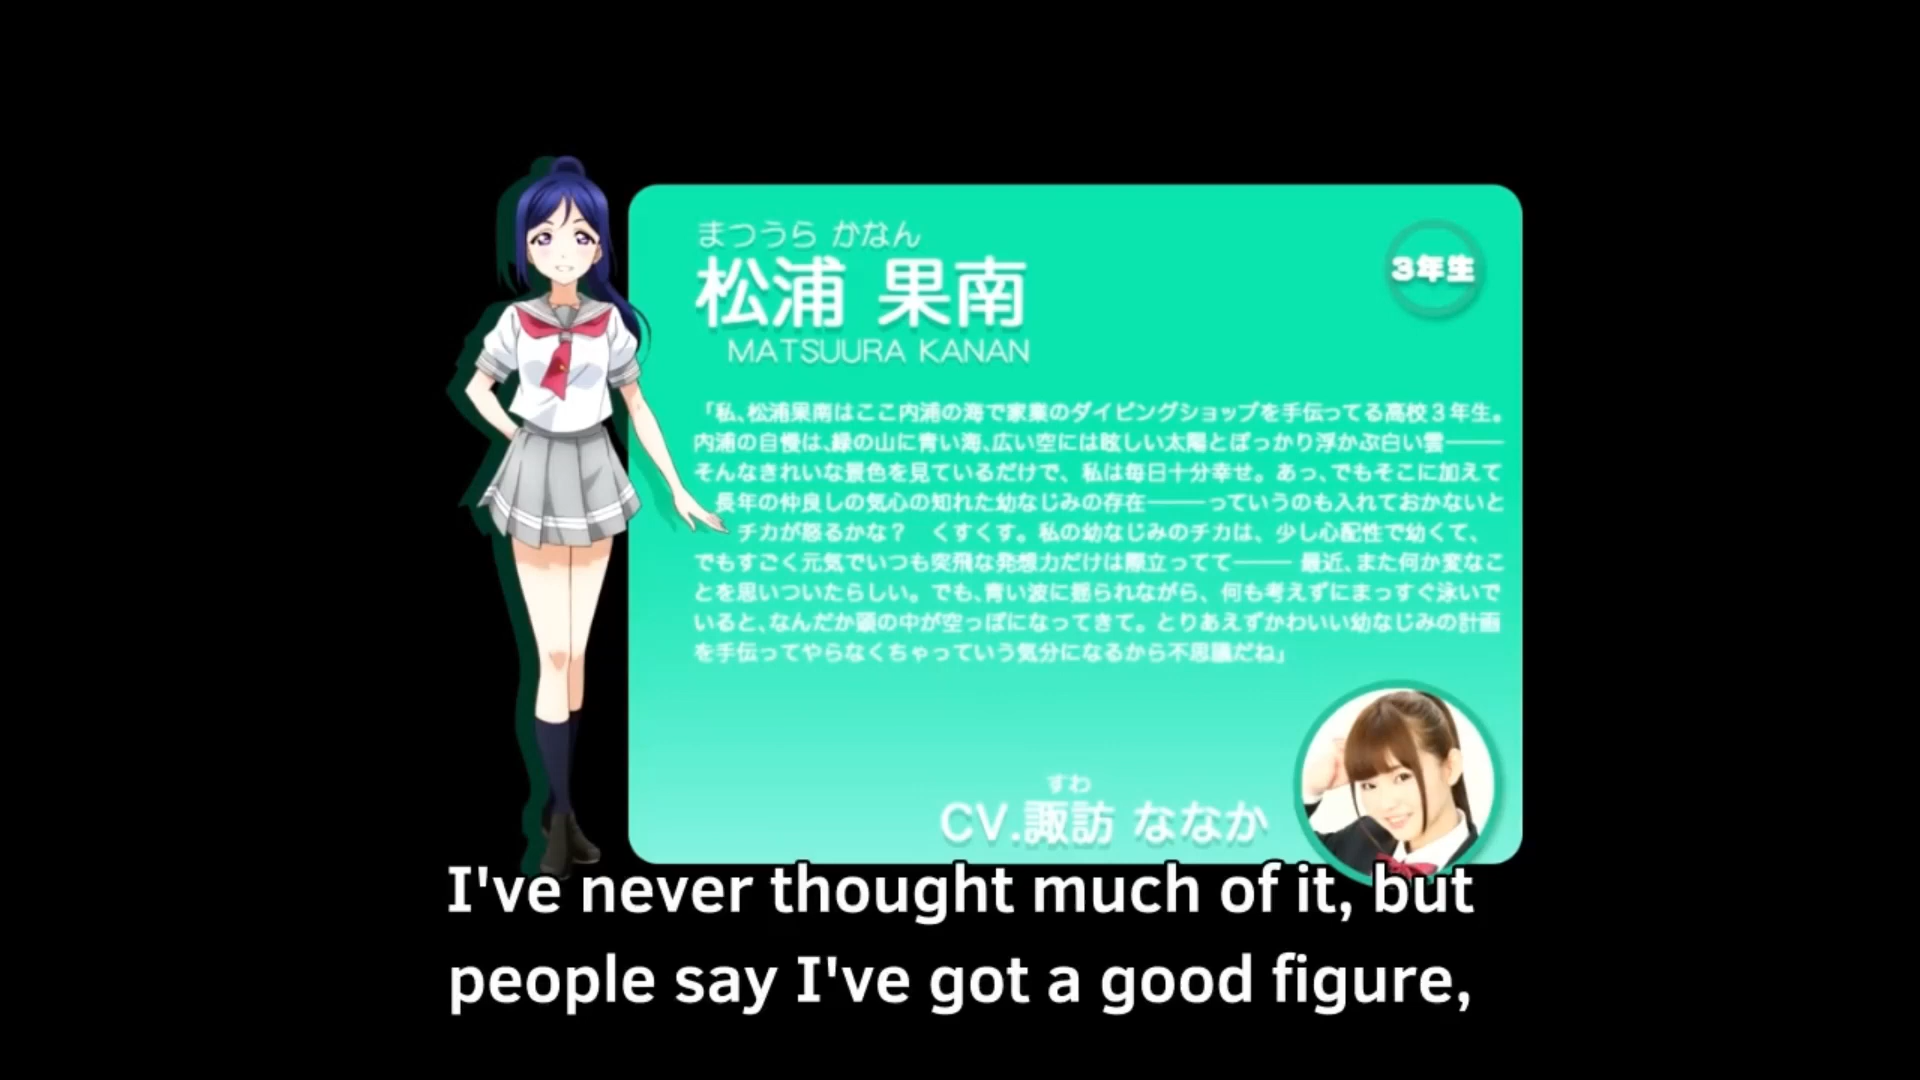 まつうら かなん
松浦 果南
MATSUURA KANAN
3年生
「私、松浦果南はここ内浦の海で家業のダイビングショップを手伝ってる高校3年生。
内浦の自慢は、緑の山に青い海、広い空には眩しい太陽とぽっかり浮かぶ白い雲───
そんなきれいな景色を見ているだけで、私は毎日十分幸せ。あっ、でもそこに加えて
長年の仲良しの気心の知れた幼なじみの存在───っていうのも入れておかないと
チカが怒るかな？　くすくす。私の幼なじみのチカは、少し心配性で幼くて、
でもすごく元気でいつも突飛な発想力だけは際立ってて─── 最近、また何か変なこ
とを思いついたらしい。でも、青い波に揺られながら、何も考えずにまっすぐ泳いで
いると、なんだか頭の中が空っぽになってきて。とりあえずかわいい幼なじみの計画
を手伝ってやらなくちゃっていう気分になるから不思議だね」
すわ
CV.諏訪 ななか
I've never thought much of it, but
people say I've got a good figure,